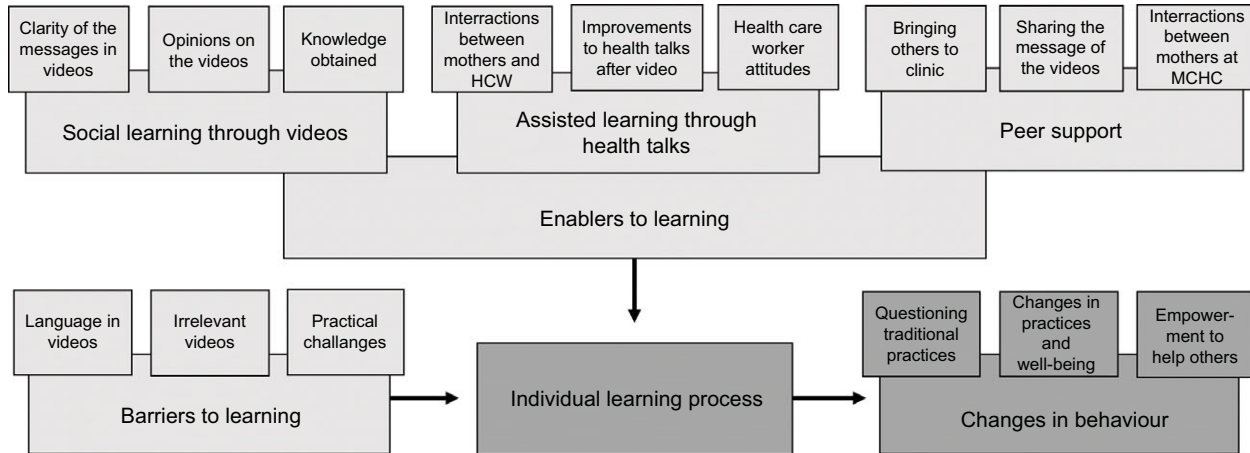 Clarity of the
messages in
videos
Opinions on
the videos
Knowledge
obtained
Social learning through videos
Interractions
between
mothers and
HCW
Improvements
to health talks
after video
Health care
worker
attitudes
Assisted learning through
health talks
Bringing
others to
clinic
Sharing the
message of
the videos
Interractions
between
mothers at
MCHC
Peer support
Enablers to learning
Language in
videos
Irrelevant
videos
Practical
challanges
Barriers to learning
Individual learning process
Questioning
traditional
practices
Changes in
practices
and
well-being
Empower-
ment to
help others
Changes in behaviour